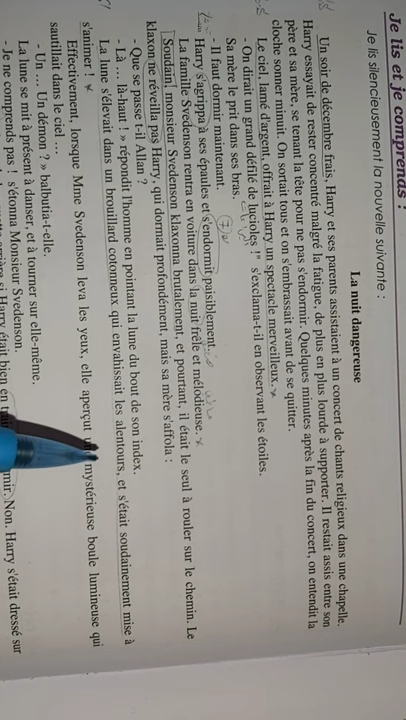 Je lis et je comprends !
Je lis silencieusement la nouvelle suivante :
La nuit dangereuse
Un soir de décembre frais, Harry et ses parents assistaient à un concert de chants religieux dans une chapelle.
Harry essayait de rester concentré malgré la fatigue, de plus en plus lourde à supporter. Il restait assis entre son
père et sa mère, se tenant la tête pour ne pas s'endormir. Quelques minutes après la fin du concert, on entendit la
cloche sonner minuit. On sortait tous et on s'embrassait avant de se quitter.
Le ciel, lamé d'argent, offrait à Harry un spectacle merveilleux.
- On dirait un grand défilé de lucioles !" s'exclama-t-il en observant les étoiles.
Sa mère le prit dans ses bras.
- Il faut dormir maintenant.
Harry s'agrippa à ses épaules et s'endormit paisiblement.
La famille Svedenson rentra en voiture dans la nuit frêle et mélodieuse.
Soudain, monsieur Svedenson klaxonna brutalement, et pourtant, il était le seul à rouler sur le chemin. Le
klaxon ne réveilla pas Harry, qui dormait profondément, mais sa mère s'affola :
- Que se passe t-il Allan ?
- Là … là-haut ! » répondit l'homme en pointant la lune du bout de son index.
La lune s'élevait dans un brouillard cotonneux qui envahissait les alentours, et s'était soudainement mise à
s'animer !
Effectivement, lorsque Mme Svedenson leva les yeux, elle aperçut mystérieuse boule lumineuse qui
sautillait dans le ciel …
- Un … Un démon ? » balbutia-t-elle.
La lune se mit à présent à danser, et à tourner sur elle-même.
- Je ne comprends pas ! s'étonna Monsieur Svedenson.
si Harry était bien en Non. Harry s'était dressé sur